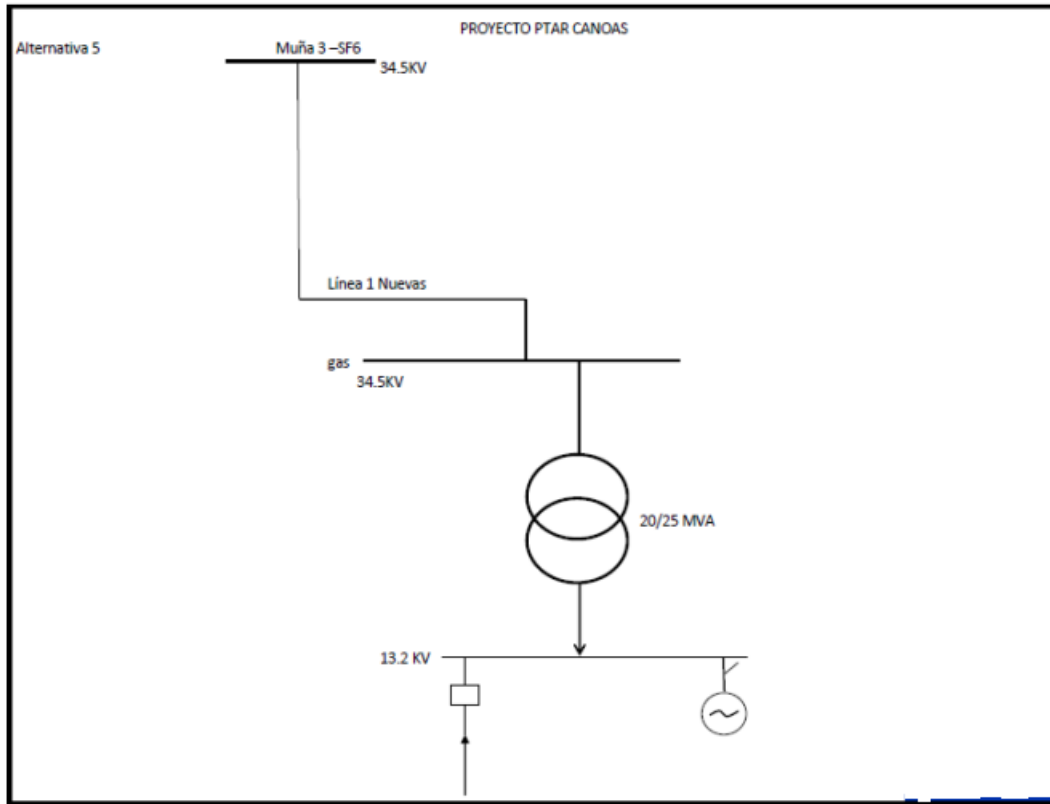 PROYECTO PTAR CANOAS
Alternativa 5
Muña 3 –SF6
34.5KV
Línea 1 Nuevas
gas
34.5KV
20/25 MVA
13.2 KV